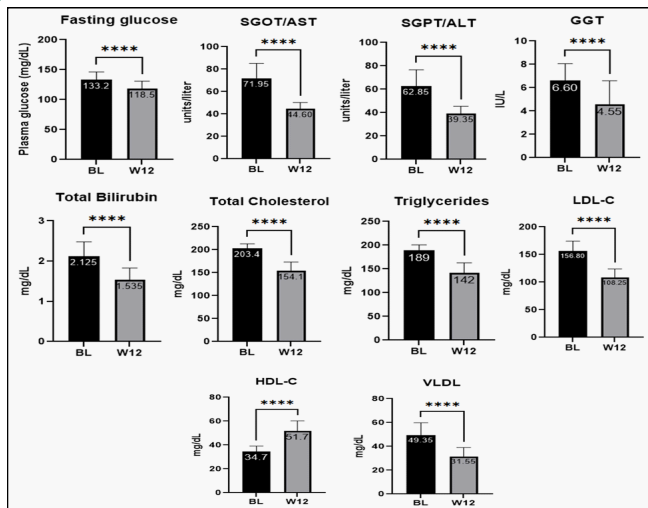 Fasting glucose
Plasma glucose (mg/dL)
200
150
100
50
0
****
133.2
118.5
BL
W12
SGOT/AST
units/liter
100
80
60
40
20
0
****
71.95
44.60
BL
W12
SGPT/ALT
units/liter
100
80
60
40
20
0
****
62.85
39.35
BL
W12
GGT
IU/L
10
8
6
4
2
0
****
6.60
4.55
BL
W12
Total Bilirubin
mg/dL
3
2
1
0
****
2.125
1.535
BL
W12
Total Cholesterol
mg/dL
250
200
150
100
50
0
****
203.4
154.1
BL
W12
Triglycerides
mg/dL
250
200
150
100
50
0
****
189
142
BL
W12
LDL-C
mg/dL
200
150
100
50
0
****
156.80
108.25
BL
W12
HDL-C
mg/dL
80
60
40
20
0
****
34.7
51.7
BL
W12
VLDL
mg/dL
80
60
40
20
0
****
49.35
31.55
BL
W12